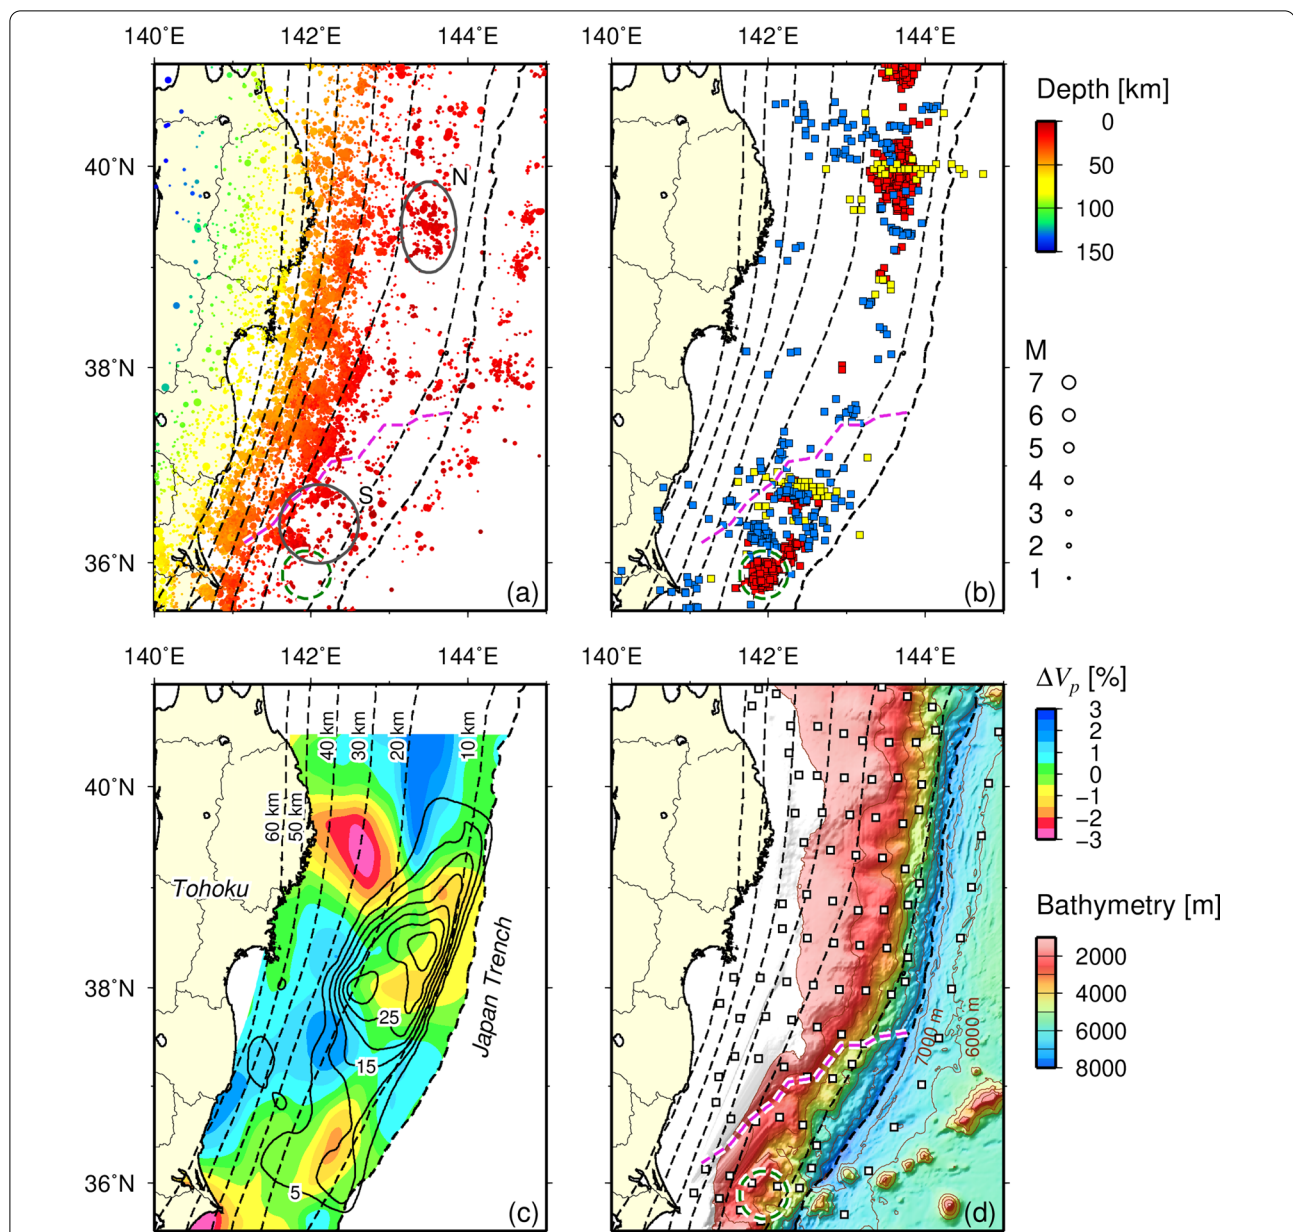 140°E 142°E 144°E
140°E 142°E 144°E
40°N
38°N
36°N
N
S
(a)
(b)
Depth [km]
0
50
100
150
M
7
6
5
4
3
2
1
140°E 142°E 144°E
140°E 142°E 144°E
40°N
38°N
36°N
60 km
50 km
40 km
30 km
20 km
10 km
Tohoku
Japan Trench
25
15
5
(c)
7000 m
6000 m
(d)
ΔVp [%]
3
2
1
0
−1
−2
−3
Bathymetry [m]
2000
4000
6000
8000